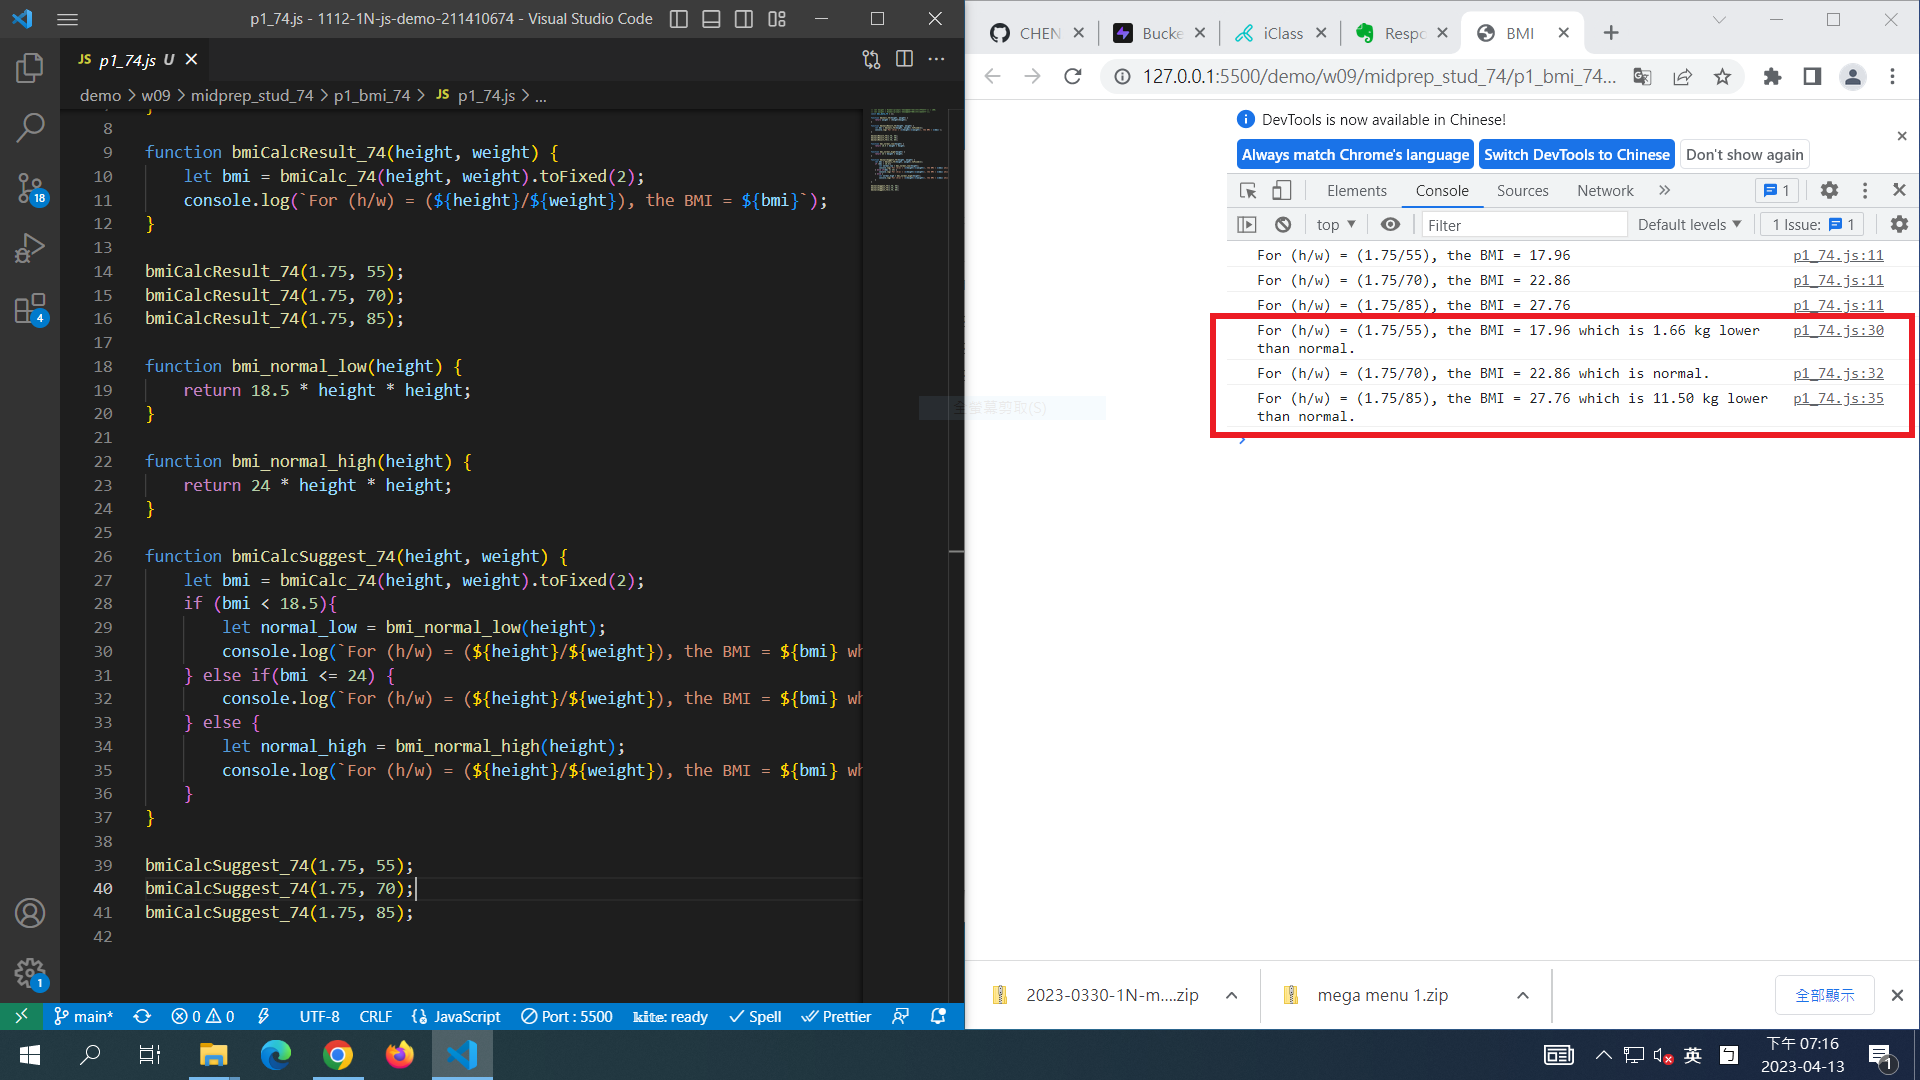 p1_74.js - 1112-1N-js-demo-211410674 - Visual Studio Code
JS p1_74.js U
demo > w09 > midprep_stud_74 > p1_bmi_74 > JS p1_74.js > ...
8
9 function bmiCalcResult_74(height, weight) {
10 let bmi = bmiCalc_74(height, weight).toFixed(2);
11 console.log(`For (h/w) = (${height}/${weight}), the BMI = ${bmi}`);
12 }
13
14 bmiCalcResult_74(1.75, 55);
15 bmiCalcResult_74(1.75, 70);
16 bmiCalcResult_74(1.75, 85);
17
18 function bmi_normal_low(height) {
19 return 18.5 * height * height;
20 }
21
22 function bmi_normal_high(height) {
23 return 24 * height * height;
24 }
25
26 function bmiCalcSuggest_74(height, weight) {
27 let bmi = bmiCalc_74(height, weight).toFixed(2);
28 if (bmi < 18.5){
29 let normal_low = bmi_normal_low(height);
30 console.log(`For (h/w) = (${height}/${weight}), the BMI = ${bmi} wh
31 } else if(bmi <= 24) {
32 console.log(`For (h/w) = (${height}/${weight}), the BMI = ${bmi} wh
33 } else {
34 let normal_high = bmi_normal_high(height);
35 console.log(`For (h/w) = (${height}/${weight}), the BMI = ${bmi} wh
36 }
37 }
38
39 bmiCalcSuggest_74(1.75, 55);
40 bmiCalcSuggest_74(1.75, 70);
41 bmiCalcSuggest_74(1.75, 85);
42
18
4
1
main* 0 0 UTF-8 CRLF JavaScript Port : 5500 kite: ready Spell Prettier
CHEN Bucke iClass Respo BMI
127.0.0.1:5500/demo/w09/midprep_stud_74/p1_bmi_74...
DevTools is now available in Chinese!
Always match Chrome's language Switch DevTools to Chinese Don't show again
Elements Console Sources Network 1
top Filter Default levels 1 Issue: 1
For (h/w) = (1.75/55), the BMI = 17.96 p1_74.js:11
For (h/w) = (1.75/70), the BMI = 22.86 p1_74.js:11
For (h/w) = (1.75/85), the BMI = 27.76 p1_74.js:11
For (h/w) = (1.75/55), the BMI = 17.96 which is 1.66 kg lower p1_74.js:30
than normal.
For (h/w) = (1.75/70), the BMI = 22.86 which is normal. p1_74.js:32
For (h/w) = (1.75/85), the BMI = 27.76 which is 11.50 kg lower p1_74.js:35
than normal.
全螢幕剪取(S)
2023-0330-1N-m....zip mega menu 1.zip 全部顯示
英 下午 07:16
2023-04-13
1